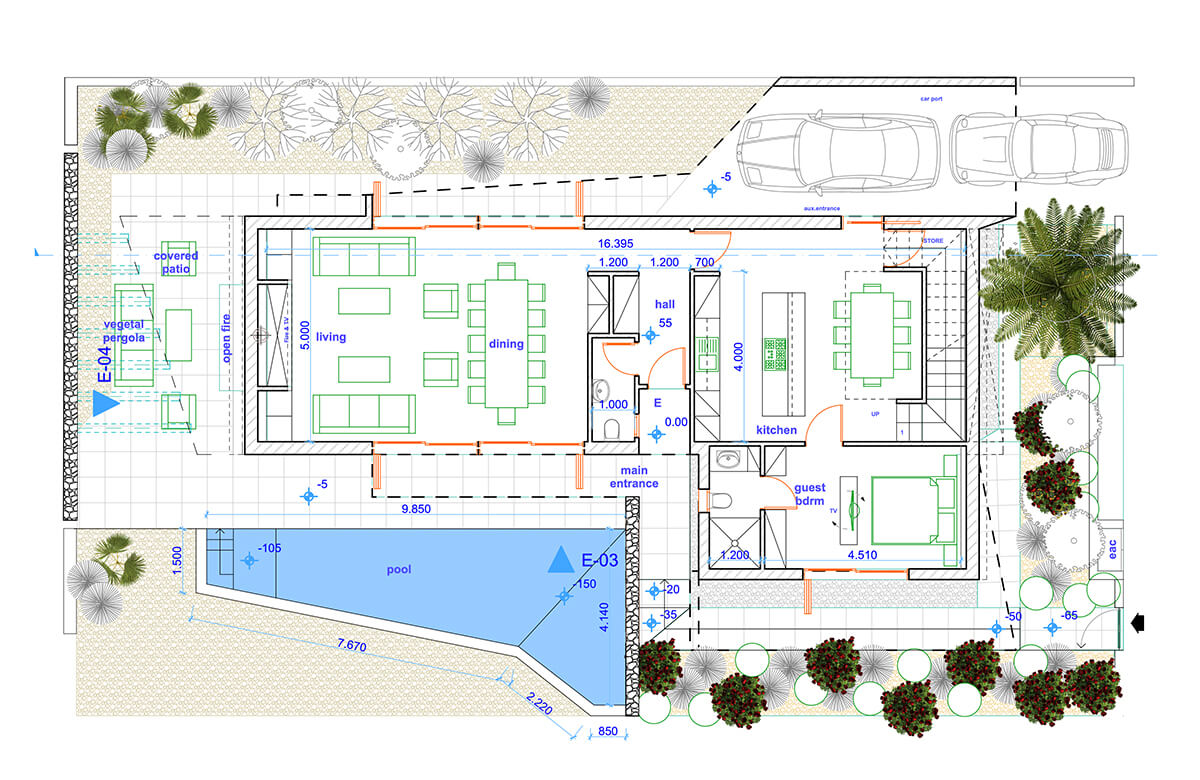 car port
-5
aux.entrance
16.395
STORE
1.200
1.200
700
covered
patio
hall
vegetal
pergola
open fire
Fire & TV
5.000
living
dining
55
4.000
E-04
1.000
E
0.00
kitchen
UP
1
main
entrance
guest
bdrm
TV
-5
9.850
1.500
-105
pool
E-03
-150
4.140
1.200
4.510
eac
-20
-35
-50
-65
7.670
2.220
850